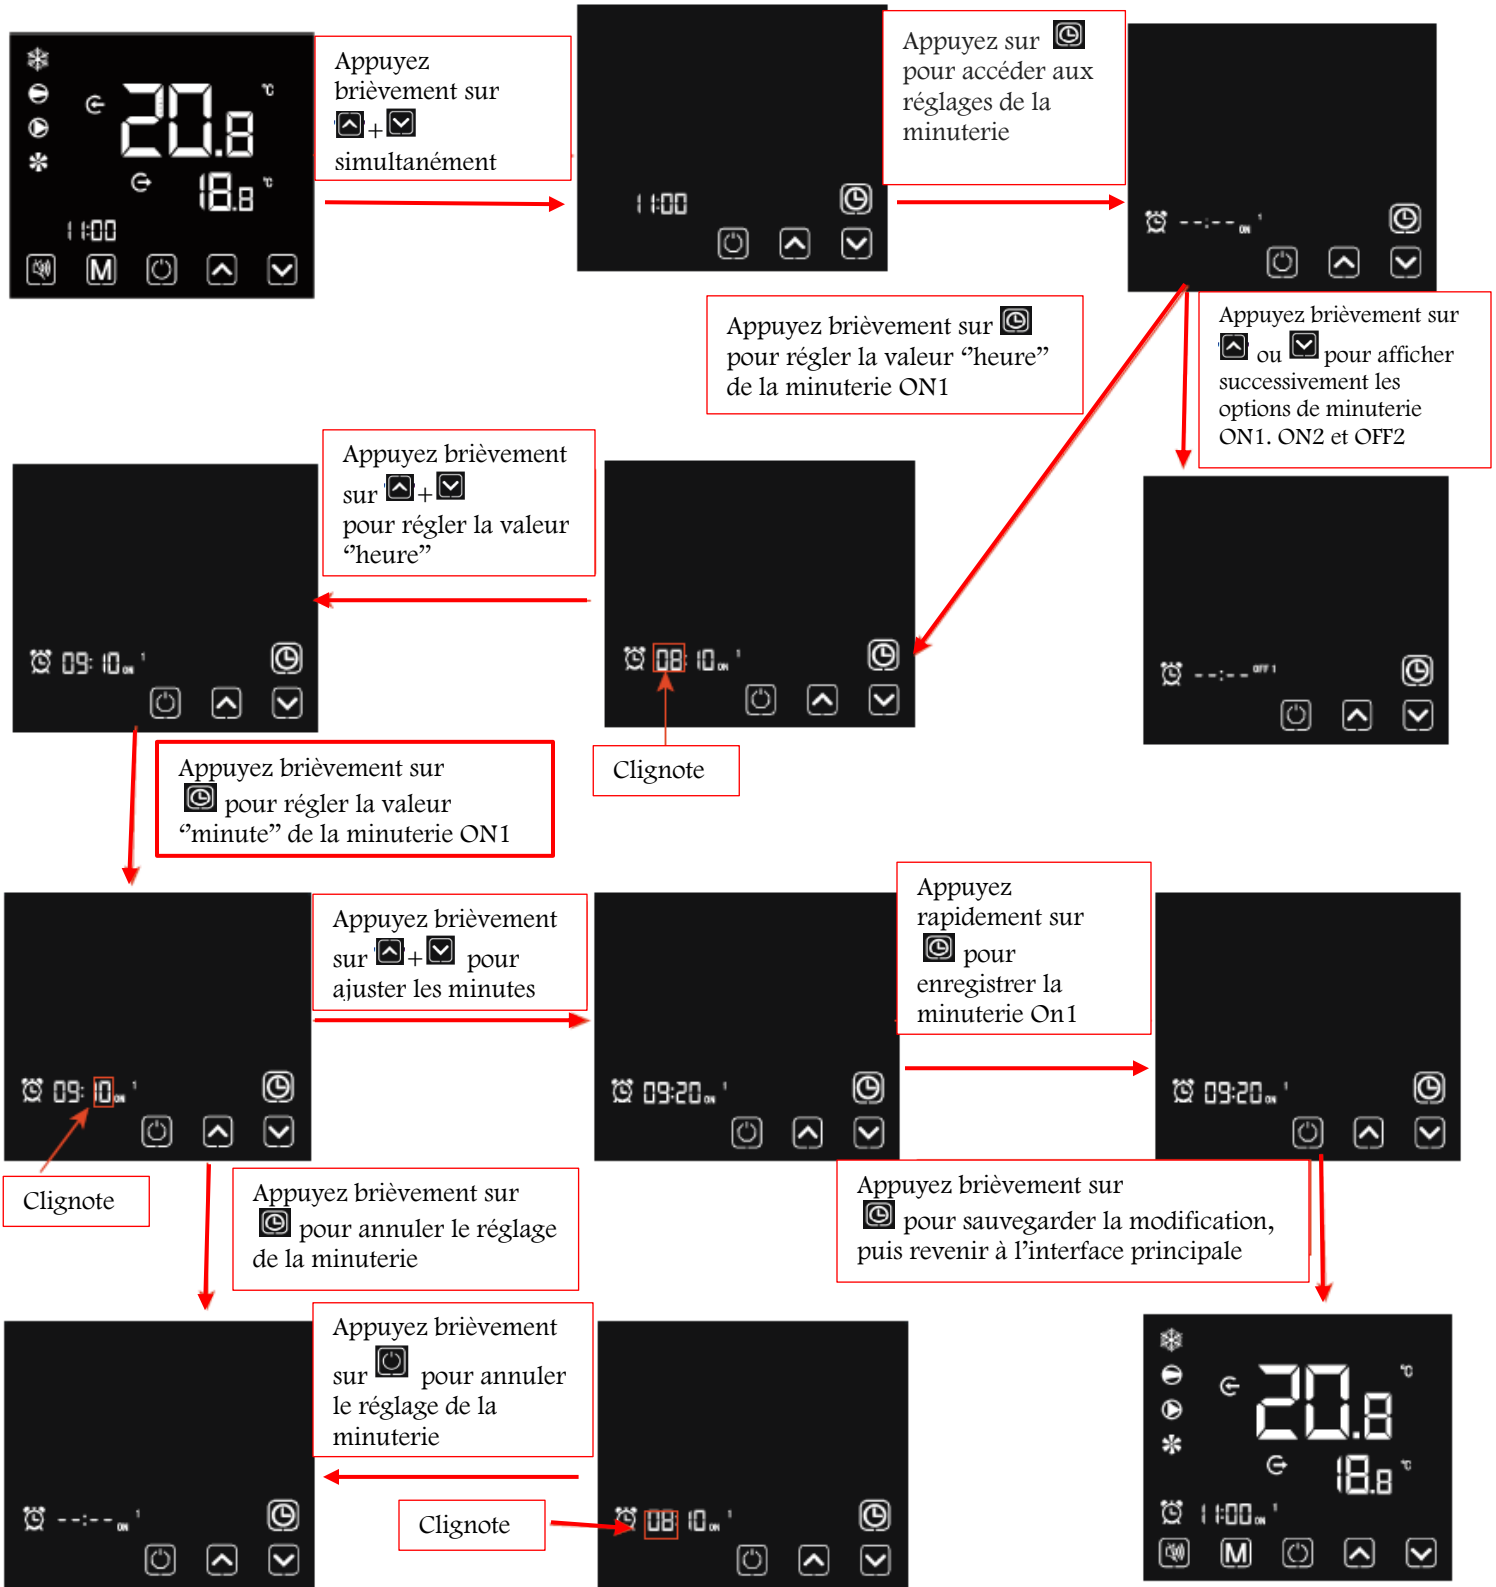 20.8 °C
18.8 °C
11:00
M
Appuyez
brièvement sur
+
simultanément
11:00
Appuyez sur
pour accéder aux
réglages de la
minuterie
--:-- ON 1
Appuyez brièvement sur
pour régler la valeur ‘’heure’’
de la minuterie ON1
Appuyez brièvement sur
ou pour afficher
successivement les
options de minuterie
ON1. ON2 et OFF2
--:-- OFF 1
08:10 ON 1
Clignote
Appuyez brièvement
sur +
pour régler la valeur
‘’heure’’
09:10 ON 1
Appuyez brièvement sur
pour régler la valeur
‘’minute’’ de la minuterie ON1
09:10 ON 1
Clignote
Appuyez brièvement
sur + pour
ajuster les minutes
09:20 ON 1
Appuyez
rapidement sur
pour
enregistrer la
minuterie On1
09:20 ON 1
Appuyez brièvement sur
pour annuler le réglage
de la minuterie
Appuyez brièvement sur
pour sauvegarder la modification,
puis revenir à l’interface principale
--:-- ON 1
Appuyez brièvement
sur pour annuler
le réglage de la
minuterie
Clignote
08:10 ON 1
20.8 °C
18.8 °C
11:00 ON 1
M